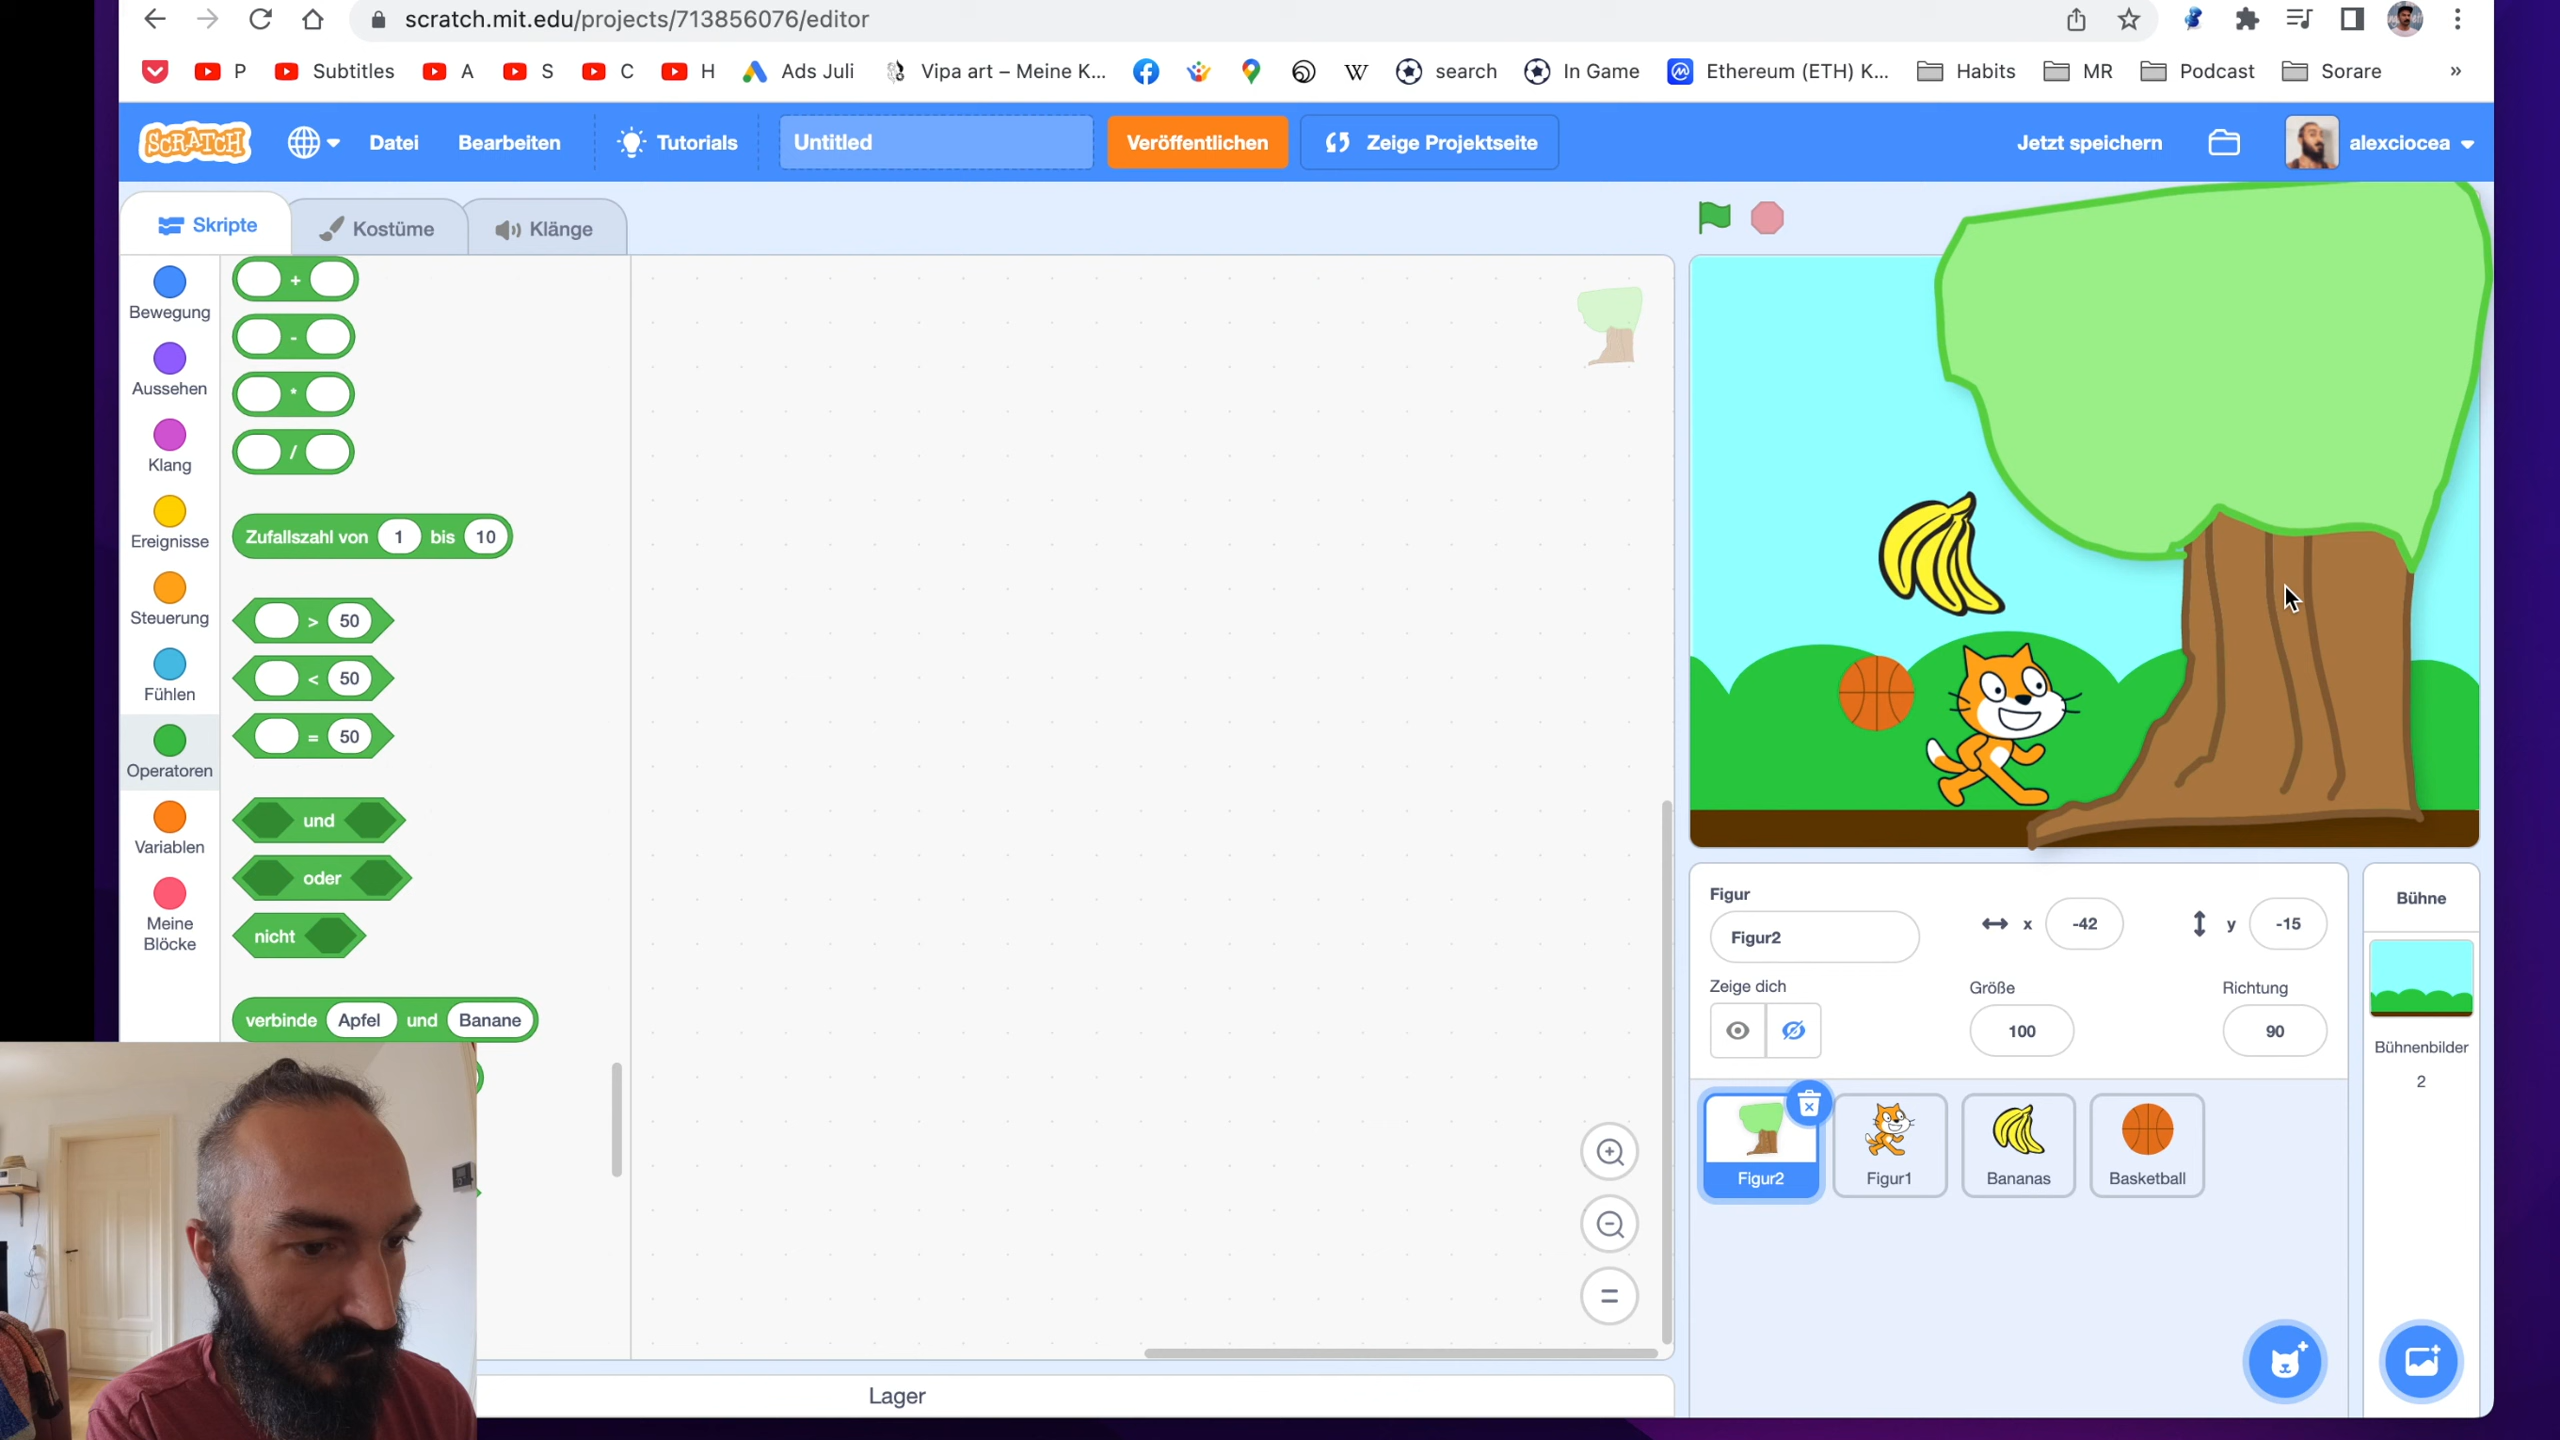 scratch.mit.edu/projects/713856076/editor
P Subtitles A S C H Ads Juli Vipa art – Meine K... W search In Game Ethereum (ETH) K... Habits MR Podcast Sorare »
SCRATCH Datei Bearbeiten Tutorials Untitled Veröffentlichen Zeige Projektseite Jetzt speichern alexciocea
Skripte Kostüme Klänge
Bewegung
Aussehen
Klang
Ereignisse
Steuerung
Fühlen
Operatoren
Variablen
Meine
Blöcke
+
-
*
/
Zufallszahl von 1 bis 10
> 50
< 50
= 50
und
oder
nicht
verbinde Apfel und Banane
Lager
Figur
Figur2
x -42 y -15
Zeige dich
Größe
100
Richtung
90
Figur2 Figur1 Bananas Basketball
Bühne
Bühnenbilder
2